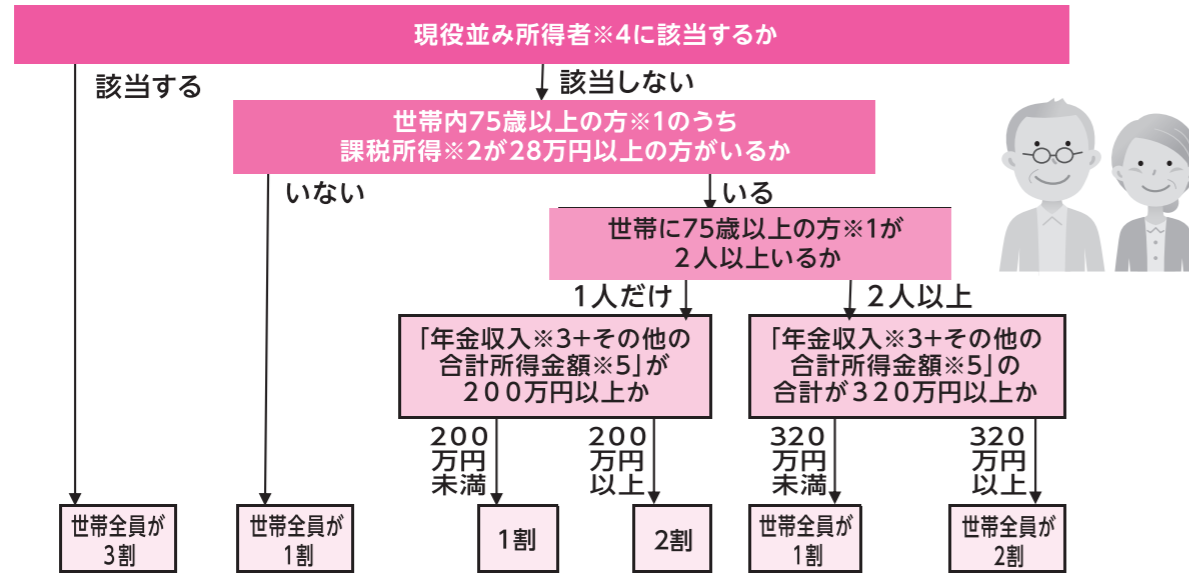 現役並み所得者※4に該当するか
該当する
該当しない
世帯内75歳以上の方※1のうち
課税所得※2が28万円以上の方がいるか
いない
いる
世帯に75歳以上の方※1が
2人以上いるか
1人だけ
2人以上
「年金収入※3+その他の
合計所得金額※5」が
200万円以上か
「年金収入※3+その他の
合計所得金額※5」の
合計が320万円以上か
200
万円
未満
200
万円
以上
320
万円
未満
320
万円
以上
世帯全員が
3割
世帯全員が
1割
1割
2割
世帯全員が
1割
世帯全員が
2割